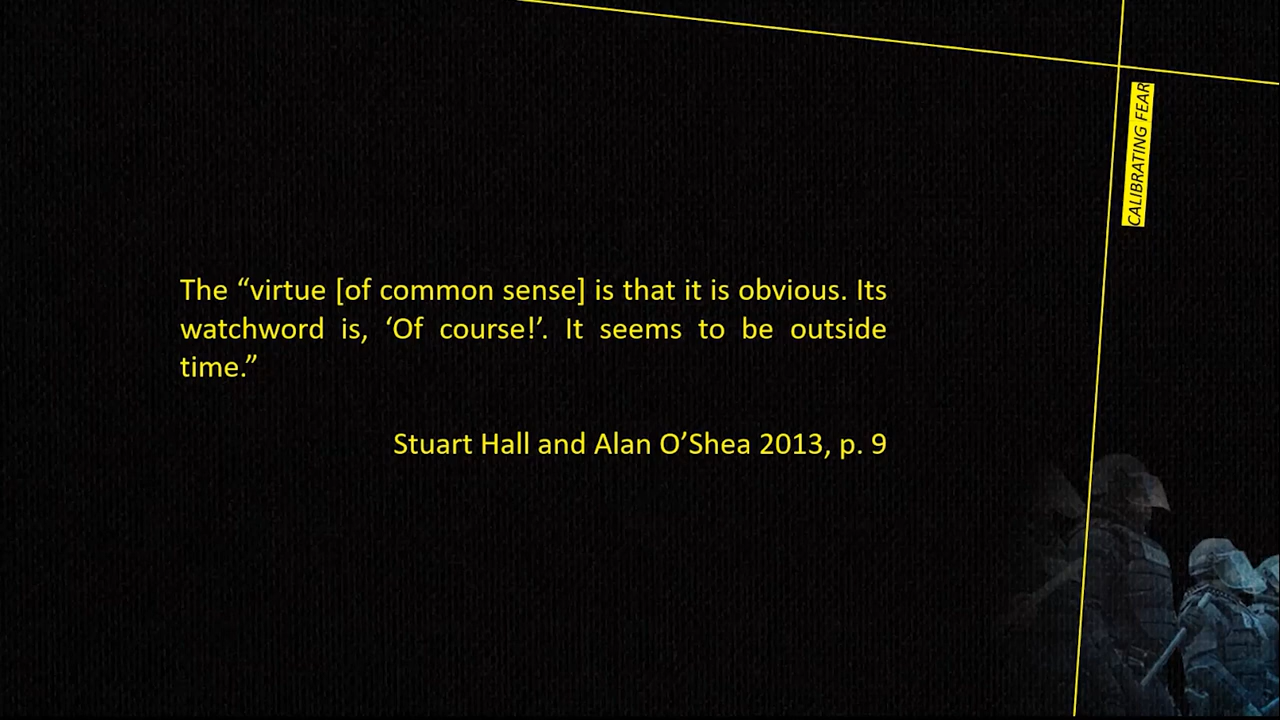 CALIBRATING FEAR
The “virtue [of common sense] is that it is obvious. Its
watchword is, ‘Of course!’. It seems to be outside
time.”
Stuart Hall and Alan O’Shea 2013, p. 9